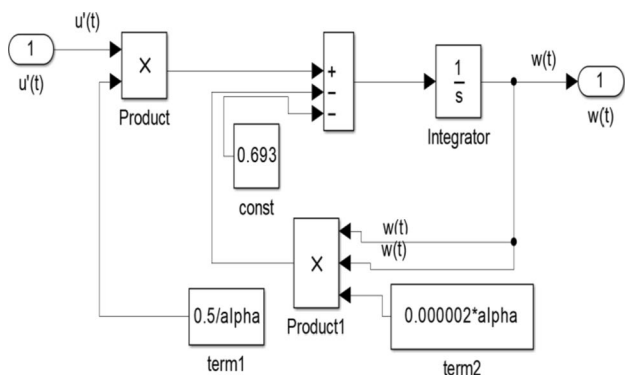 u'(t)
1
u'(t)
X
Product
+
−
−
1
s
Integrator
w(t)
1
w(t)
0.693
const
w(t)
w(t)
X
Product1
0.5/alpha
term1
0.000002*alpha
term2